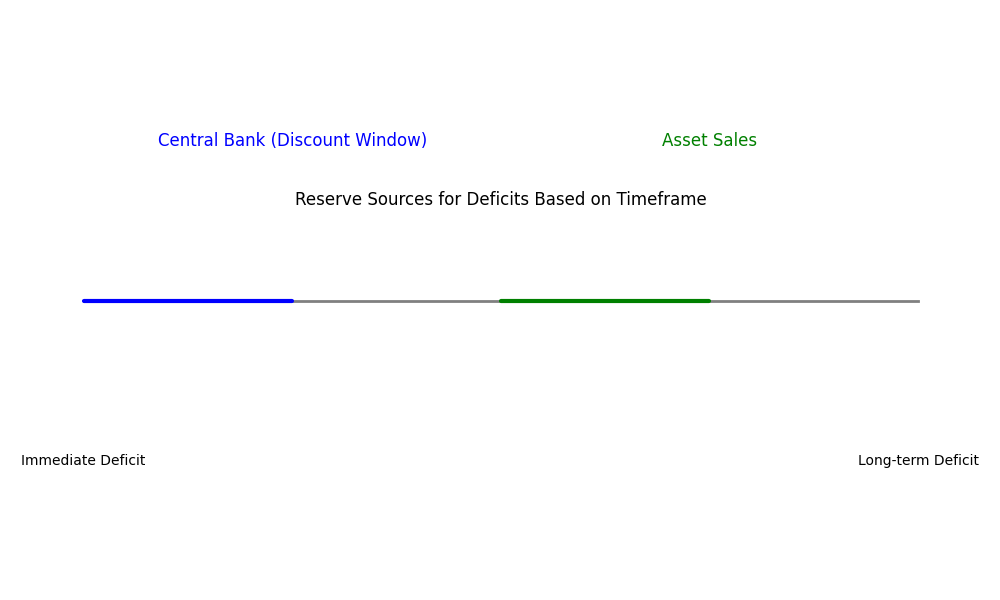 Central Bank (Discount Window)
Asset Sales
Reserve Sources for Deficits Based on Timeframe
Immediate Deficit
Long-term Deficit